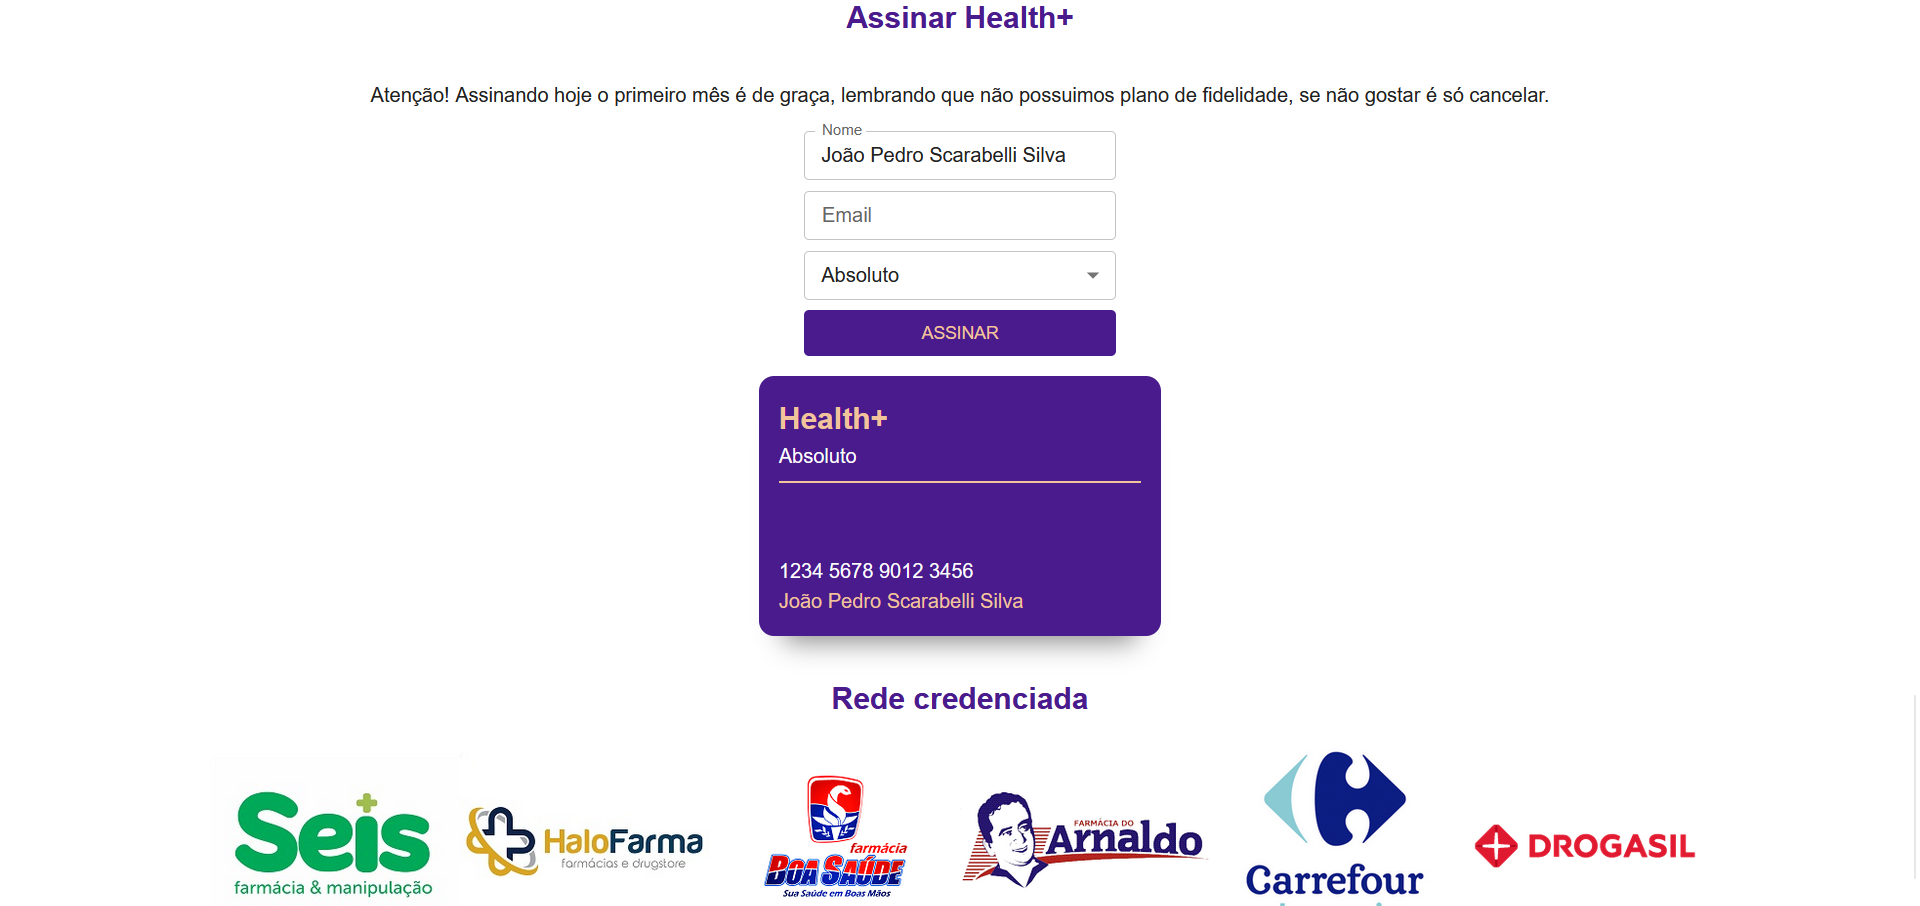 Assinar Health+
Atenção! Assinando hoje o primeiro mês é de graça, lembrando que não possuimos plano de fidelidade, se não gostar é só cancelar.
Nome
João Pedro Scarabelli Silva
Email
Absoluto
ASSINAR
Health+
Absoluto
1234 5678 9012 3456
João Pedro Scarabelli Silva
Rede credenciada
Seis
farmácia & manipulação
HaloFarma
farmácias e drugstore
farmácia
BOA SAÚDE
Sua Saúde em Boas Mãos
FARMÁCIA DO
Arnaldo
Carrefour
DROGASIL